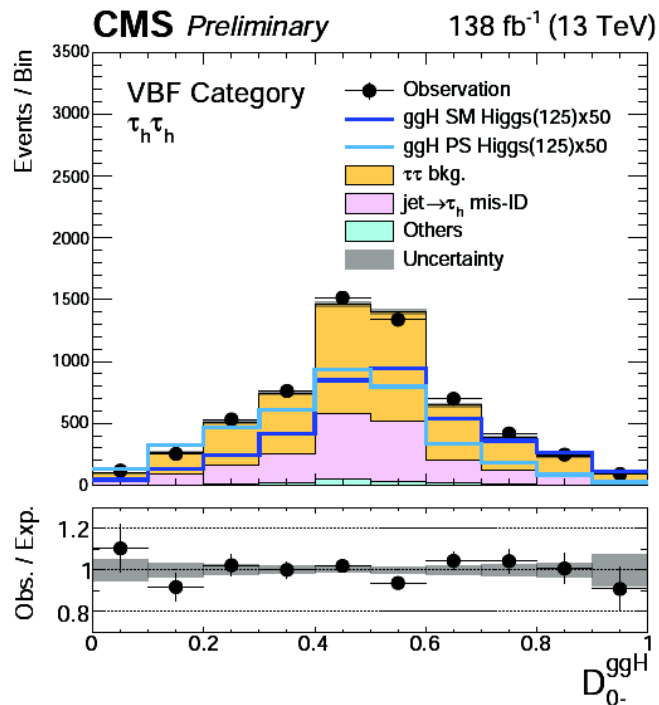 CMS Preliminary 138 fb⁻¹ (13 TeV)
Events / Bin
3500
3000
2500
2000
1500
1000
500
0
VBF Category
τₕτₕ
Observation
ggH SM Higgs(125)x50
ggH PS Higgs(125)x50
ττ bkg.
jet→τₕ mis-ID
Others
Uncertainty
Obs. / Exp.
1.2
1
0.8
0 0.2 0.4 0.6 0.8 1
D₀₋^ggH